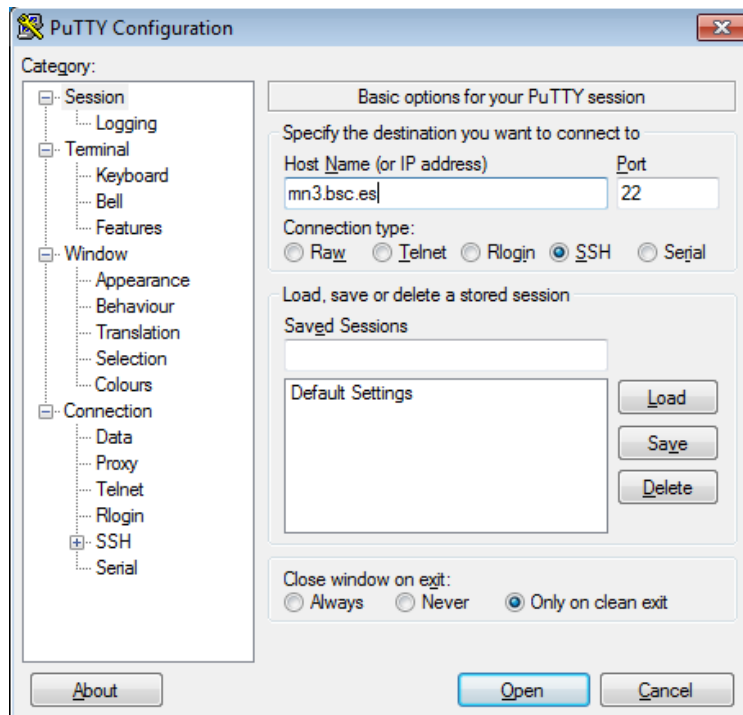 PuTTY Configuration
Category:
Session
Logging
Terminal
Keyboard
Bell
Features
Window
Appearance
Behaviour
Translation
Selection
Colours
Connection
Data
Proxy
Telnet
Rlogin
SSH
Serial
Basic options for your PuTTY session
Specify the destination you want to connect to
Host Name (or IP address) Port
mn3.bsc.es 22
Connection type:
Raw Telnet Rlogin SSH Serial
Load, save or delete a stored session
Saved Sessions
Default Settings
Load
Save
Delete
Close window on exit:
Always Never Only on clean exit
About Open Cancel